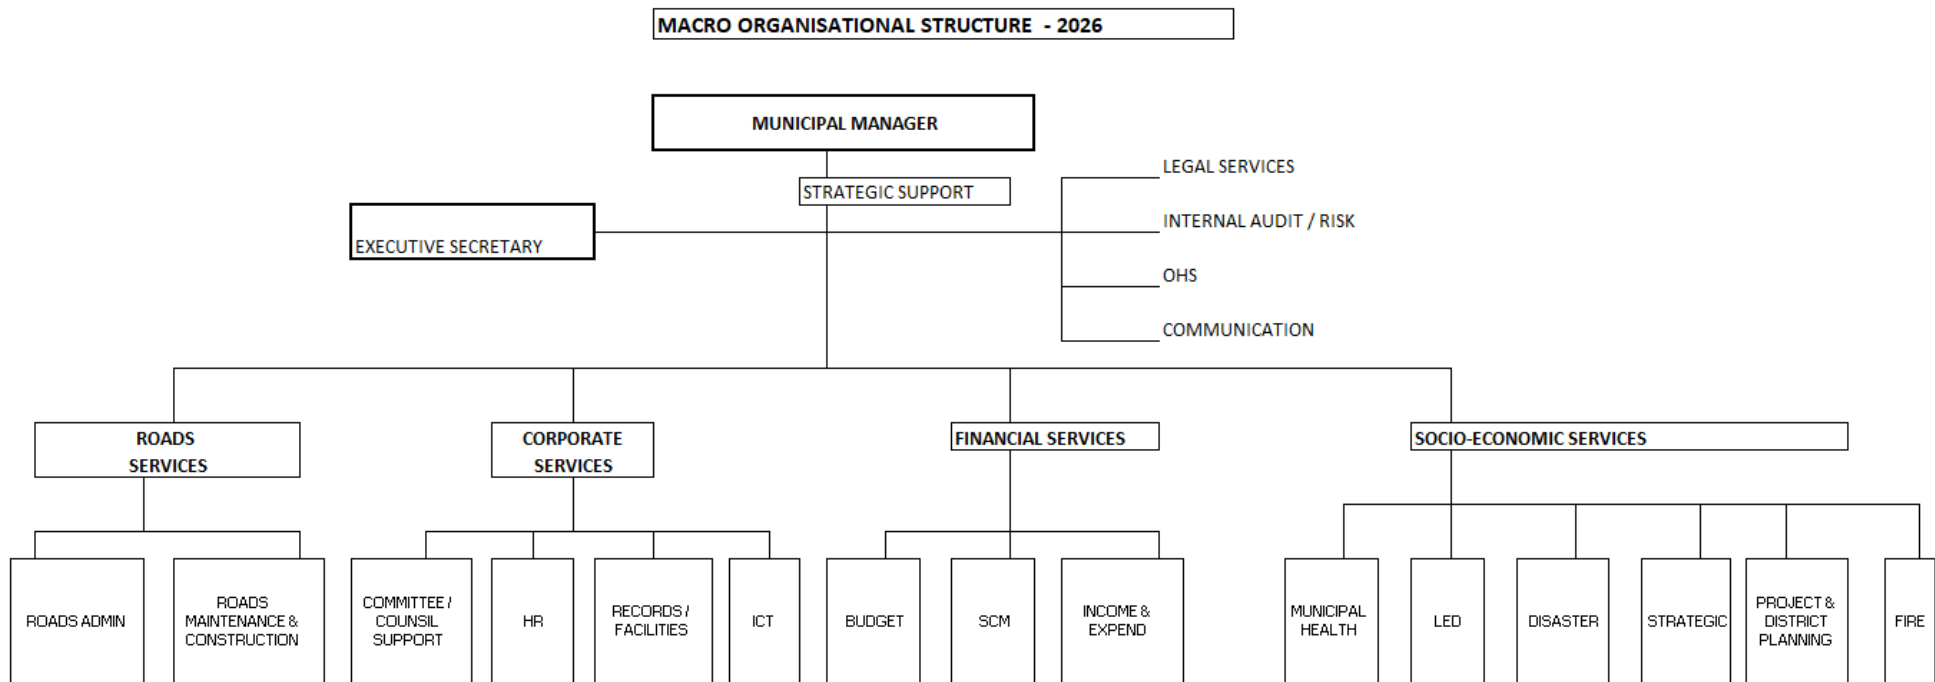 MACRO ORGANISATIONAL STRUCTURE - 2026
MUNICIPAL MANAGER
STRATEGIC SUPPORT
EXECUTIVE SECRETARY
LEGAL SERVICES
INTERNAL AUDIT / RISK
OHS
COMMUNICATION
ROADS
SERVICES
CORPORATE
SERVICES
FINANCIAL SERVICES
SOCIO-ECONOMIC SERVICES
ROADS ADMIN
ROADS
MAINTENANCE &
CONSTRUCTION
COMMITTEE /
COUNSIL
SUPPORT
HR
RECORDS /
FACILITIES
ICT
BUDGET
SCM
INCOME &
EXPEND
MUNICIPAL
HEALTH
LED
DISASTER
STRATEGIC
PROJECT &
DISTRICT
PLANNING
FIRE